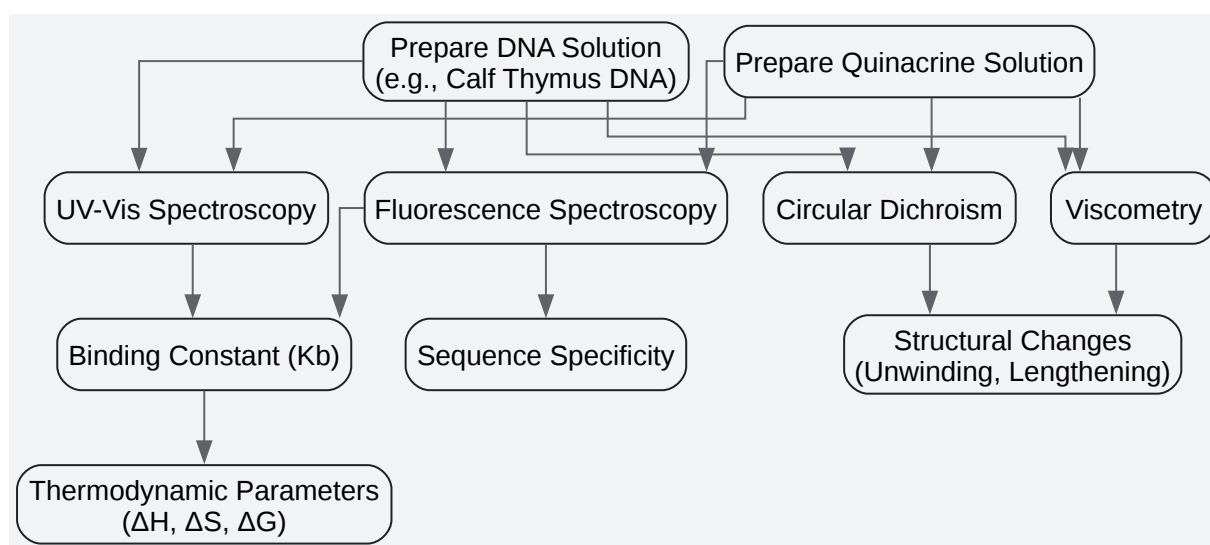 Prepare DNA Solution
(e.g., Calf Thymus DNA)
Prepare Quinacrine Solution
UV-Vis Spectroscopy
Fluorescence Spectroscopy
Circular Dichroism
Viscometry
Binding Constant (Kb)
Sequence Specificity
Structural Changes
(Unwinding, Lengthening)
Thermodynamic Parameters
(ΔH, ΔS, ΔG)